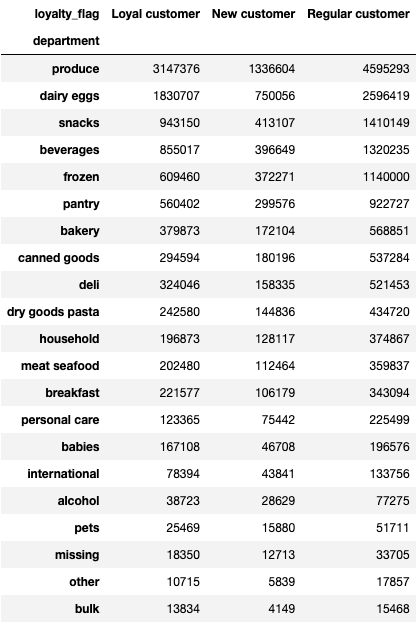 loyalty_flag Loyal customer New customer Regular customer
department
produce 3147376 1336604 4595293
dairy eggs 1830707 750056 2596419
snacks 943150 413107 1410149
beverages 855017 396649 1320235
frozen 609460 372271 1140000
pantry 560402 299576 922727
bakery 379873 172104 568851
canned goods 294594 180196 537284
deli 324046 158335 521453
dry goods pasta 242580 144836 434720
household 196873 128117 374867
meat seafood 202480 112464 359837
breakfast 221577 106179 343094
personal care 123365 75442 225499
babies 167108 46708 196576
international 78394 43841 133756
alcohol 38723 28629 77275
pets 25469 15880 51711
missing 18350 12713 33705
other 10715 5839 17857
bulk 13834 4149 15468